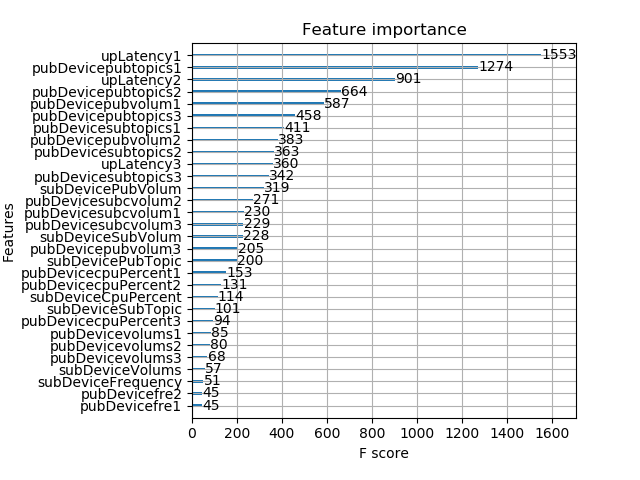 Feature importance
upLatency1 1553
pubDevicepubtopics1 1274
upLatency2 901
pubDevicepubtopics2 664
pubDevicepubvolum1 587
pubDevicepubtopics3 458
pubDevicesubtopics1 411
pubDevicepubvolum2 383
pubDevicesubtopics2 363
upLatency3 360
pubDevicesubtopics3 342
subDevicePubVolum 319
pubDevicesubcvolum2 271
pubDevicesubcvolum1 230
pubDevicesubcvolum3 229
subDeviceSubVolum 228
pubDevicepubvolum3 205
subDevicePubTopic 200
pubDevicecpuPercent1 153
pubDevicecpuPercent2 131
subDeviceCpuPercent 114
subDeviceSubTopic 101
pubDevicecpuPercent3 94
pubDevicevolums1 85
pubDevicevolums2 80
pubDevicevolums3 68
subDeviceVolums 57
subDeviceFrequency 51
pubDevicefre2 45
pubDevicefre1 45
Features
0 200 400 600 800 1000 1200 1400 1600
F score